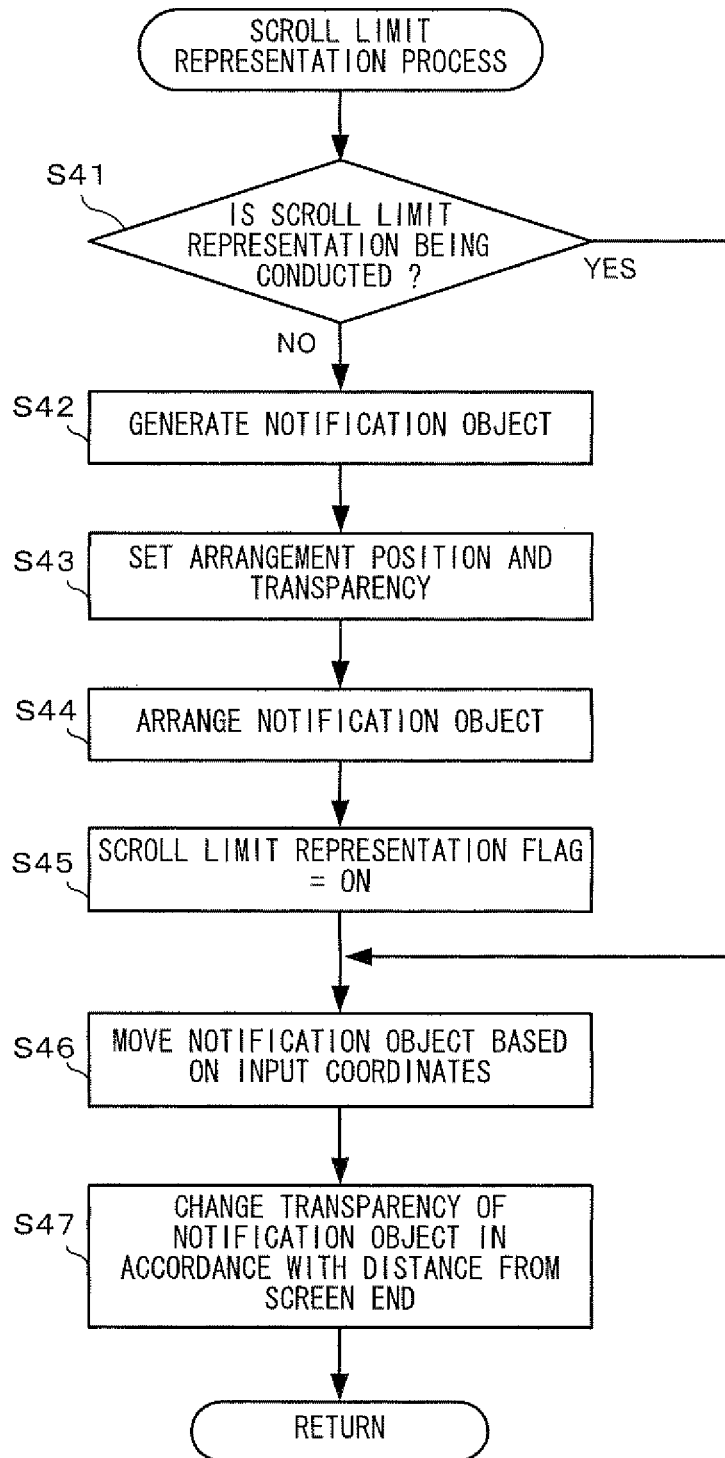 SCROLL LIMIT
REPRESENTATION PROCESS
S41
IS SCROLL LIMIT
REPRESENTATION BEING
CONDUCTED ?
YES
NO
S42
GENERATE NOTIFICATION OBJECT
S43
SET ARRANGEMENT POSITION AND
TRANSPARENCY
S44
ARRANGE NOTIFICATION OBJECT
S45
SCROLL LIMIT REPRESENTATION FLAG
= ON
S46
MOVE NOTIFICATION OBJECT BASED
ON INPUT COORDINATES
S47
CHANGE TRANSPARENCY OF
NOTIFICATION OBJECT IN
ACCORDANCE WITH DISTANCE FROM
SCREEN END
RETURN